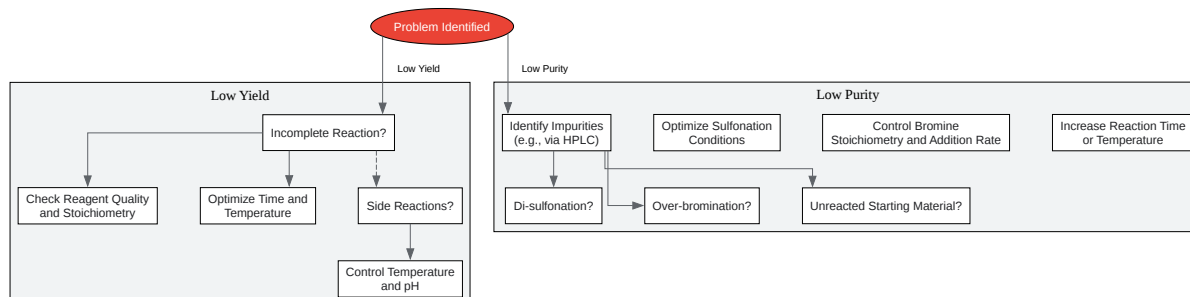 Problem Identified
Low Yield
Low Purity
Low Yield
Incomplete Reaction?
Check Reagent Quality
and Stoichiometry
Optimize Time and
Temperature
Side Reactions?
Control Temperature
and pH
Low Purity
Identify Impurities
(e.g., via HPLC)
Optimize Sulfonation
Conditions
Control Bromine
Stoichiometry and Addition Rate
Increase Reaction Time
or Temperature
Di-sulfonation?
Over-bromination?
Unreacted Starting Material?